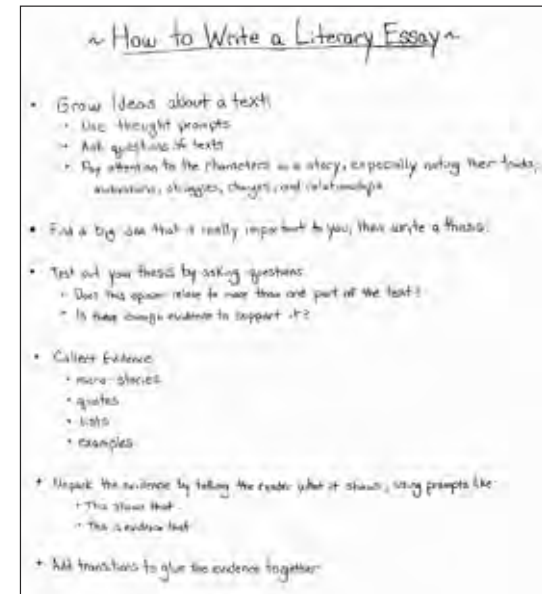 ~ How to Write a Literary Essay ~
• Grow Ideas about a text:
• Use thought prompts
• Ask questions of texts
• Pay attention to the characters in a story, especially noting their traits,
motivations, struggles, changes, and relationships
• Find a big idea that is really important to you, then write a thesis.
• Test out your thesis by asking questions
• Does this opinion relate to more than one part of the text?
• Is there enough evidence to support it?
• Collect Evidence
• micro-stories
• quotes
• lists
• examples
• Unpack the evidence by telling the reader what it shows, using prompts like
• This shows that
• This is evidence that
• Add transitions to glue the evidence together